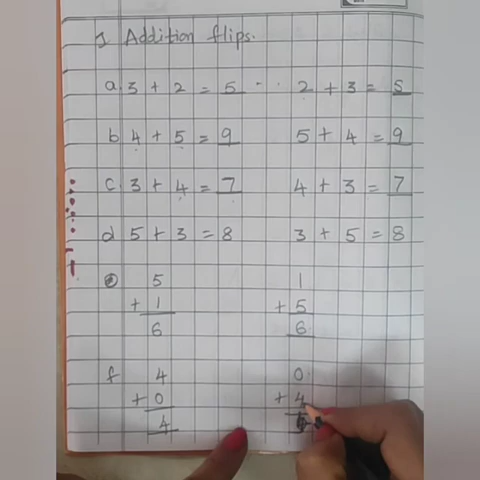 1 Addition flips.
a. 3 + 2 = 5 .. 2 + 3 = 5
b 4 + 5 = 9 5 + 4 = 9
c. 3 + 4 = 7 4 + 3 = 7
d 5 + 3 = 8 3 + 5 = 8
e 5 1
+ 1 + 5
6 6
f 4 0
+ 0 + 4
4